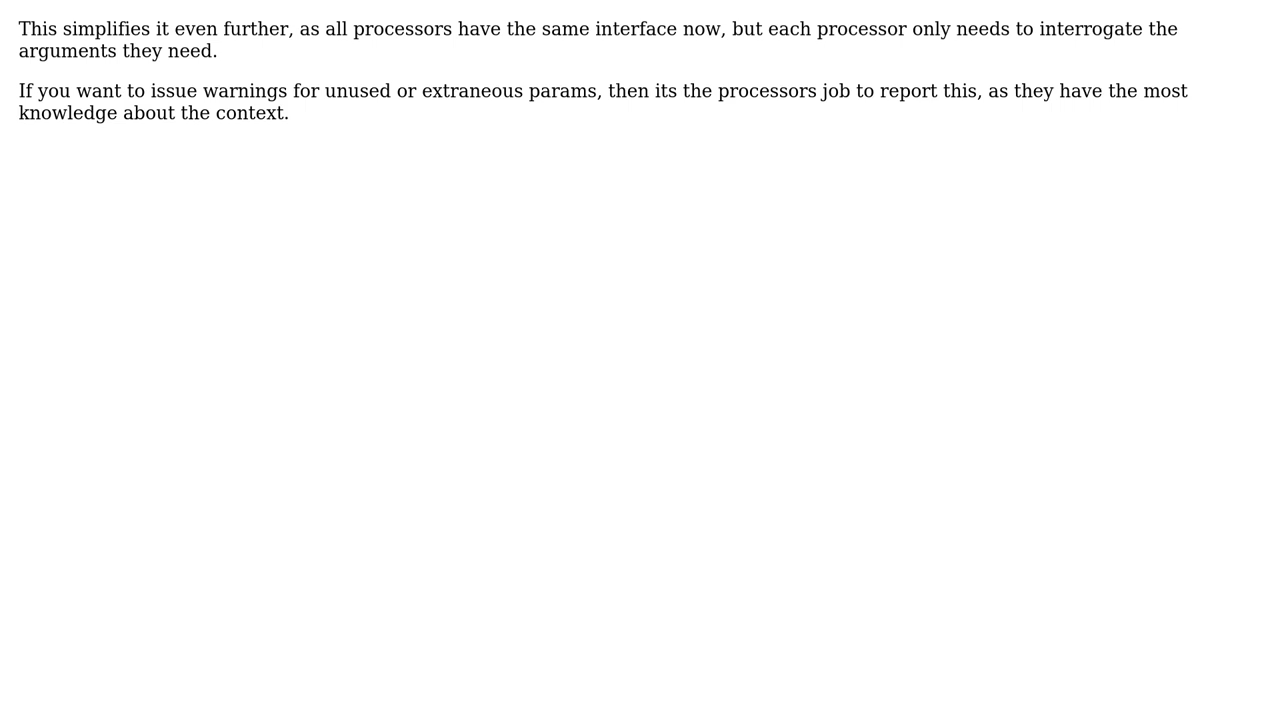 This simplifies it even further, as all processors have the same interface now, but each processor only needs to interrogate the
arguments they need.
If you want to issue warnings for unused or extraneous params, then its the processors job to report this, as they have the most
knowledge about the context.